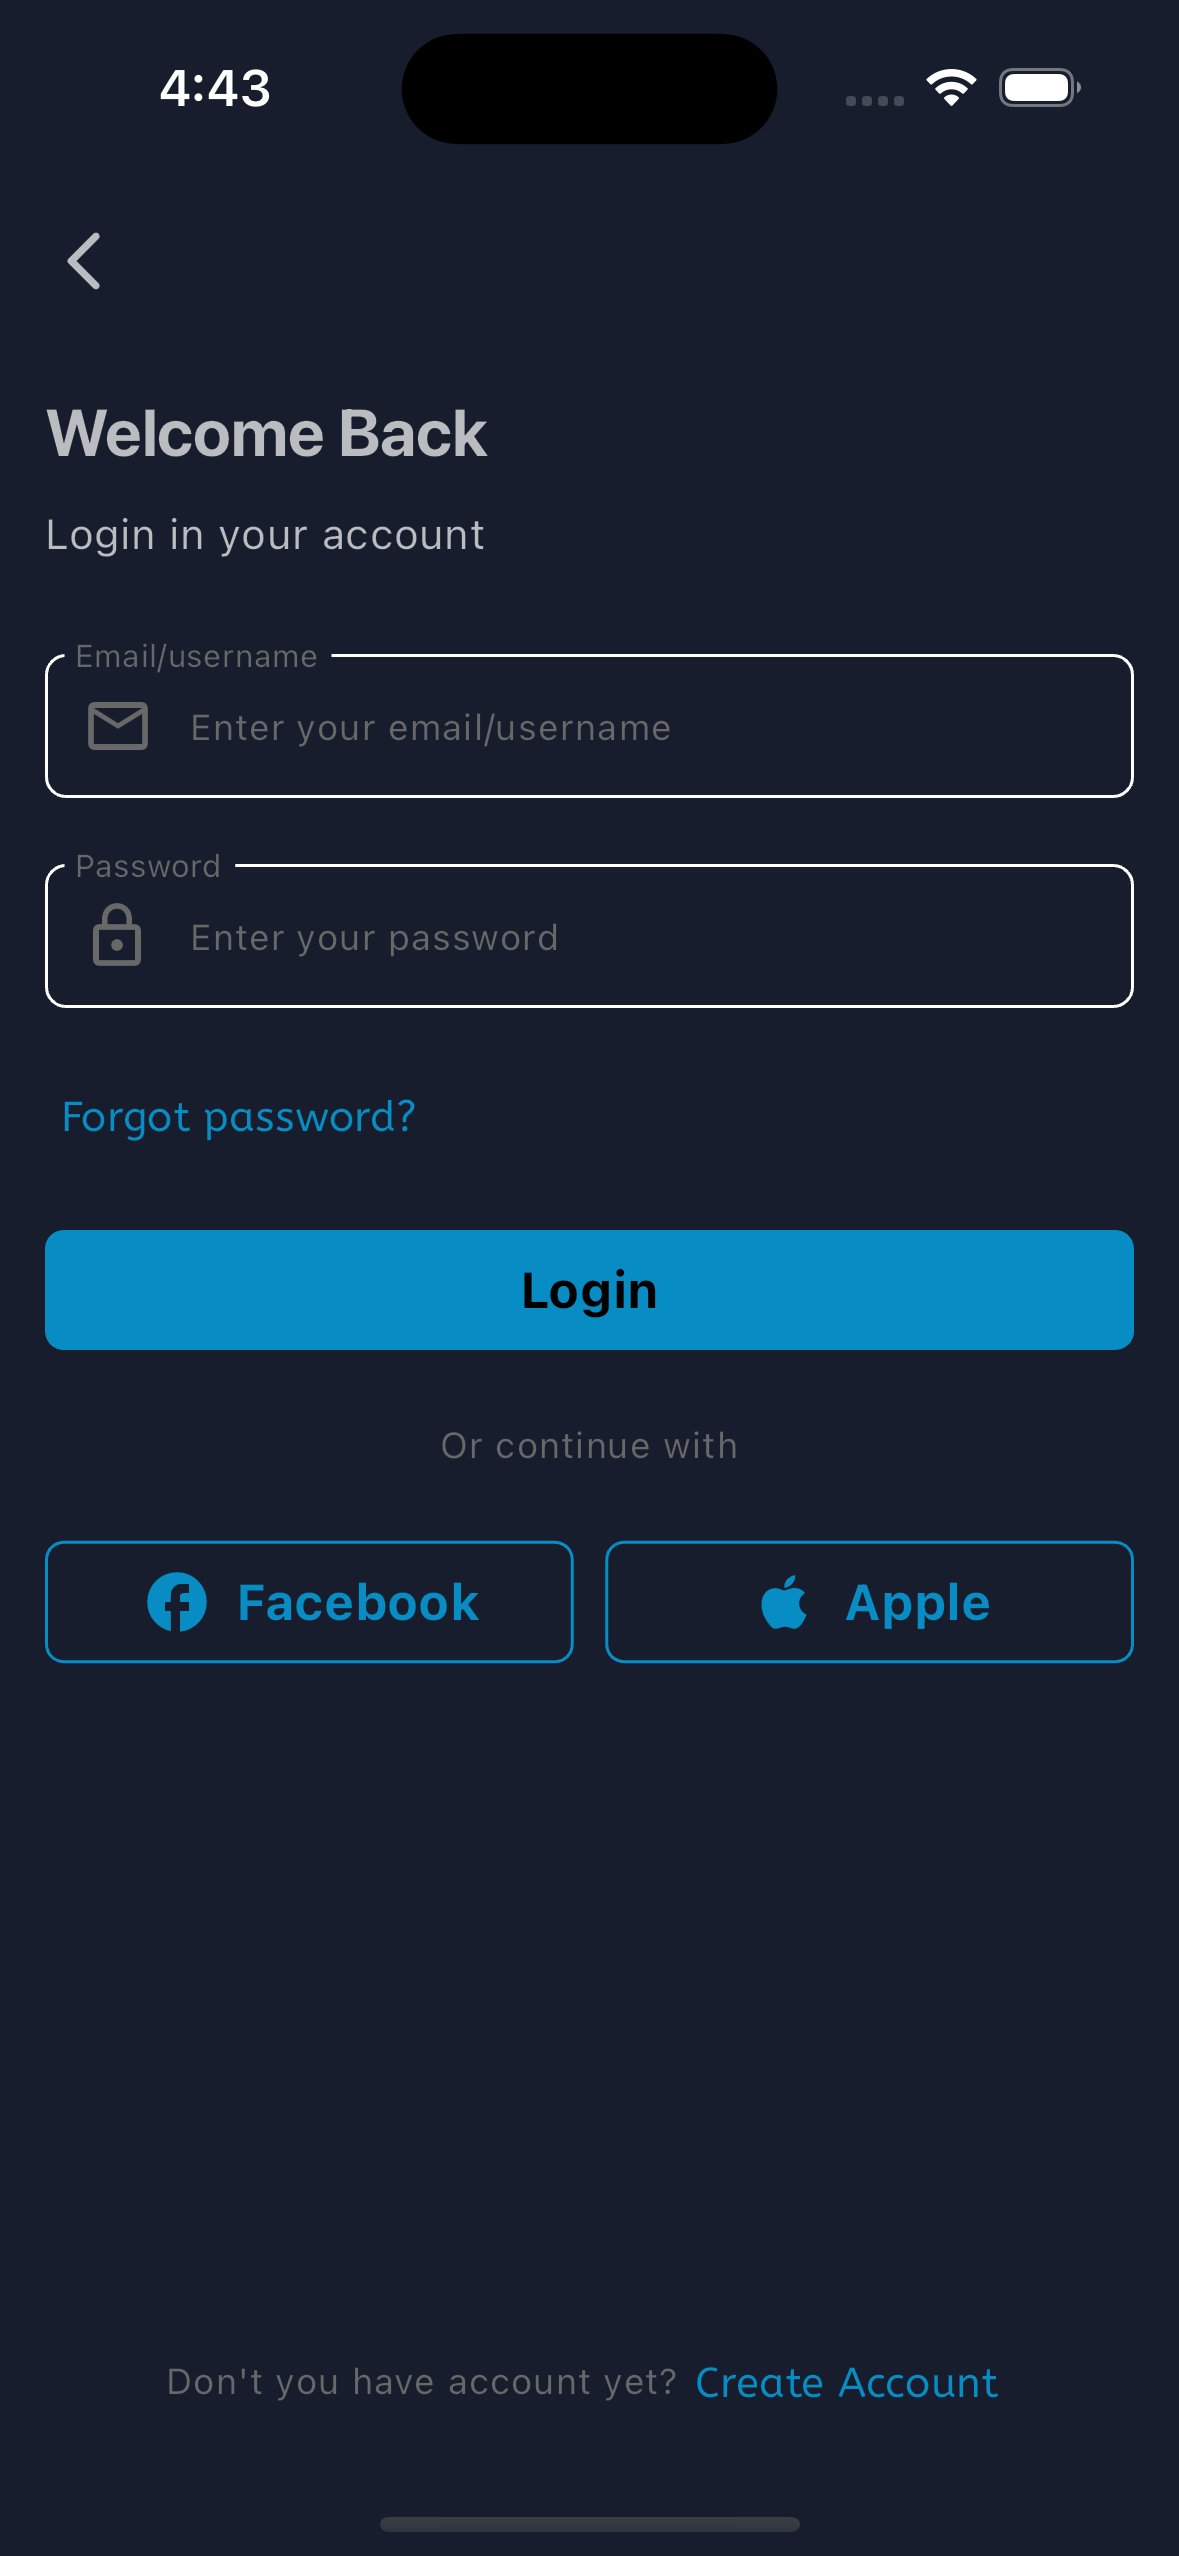 4:43
Welcome Back
Login in your account
Email/username
Enter your email/username
Password
Enter your password
Forgot password?
Login
Or continue with
Facebook
Apple
Don't you have account yet? Create Account